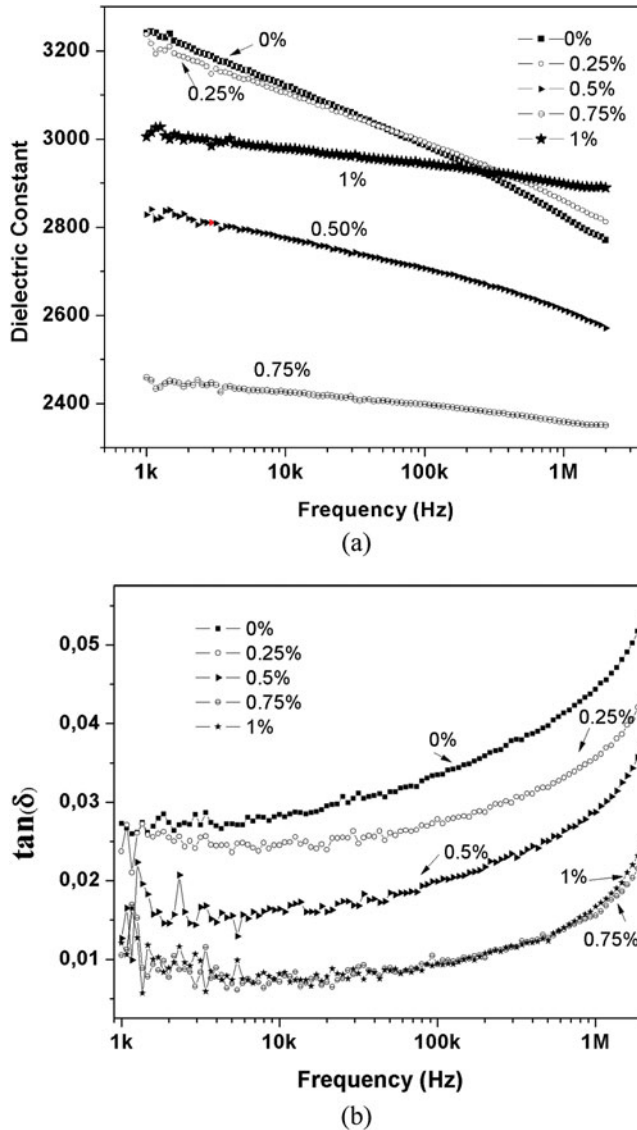 3200
3000
2800
2600
2400
Dielectric Constant
0%
0.25%
0%
0.25%
0.5%
0.75%
1%
1%
0.50%
0.75%
1k
10k
100k
1M
Frequency (Hz)
(a)
0,05
0,04
0,03
0,02
0,01
tan(δ)
0%
0.25%
0.5%
0.75%
1%
0.25%
0%
0.5%
1%
0.75%
1k
10k
100k
1M
Frequency (Hz)
(b)